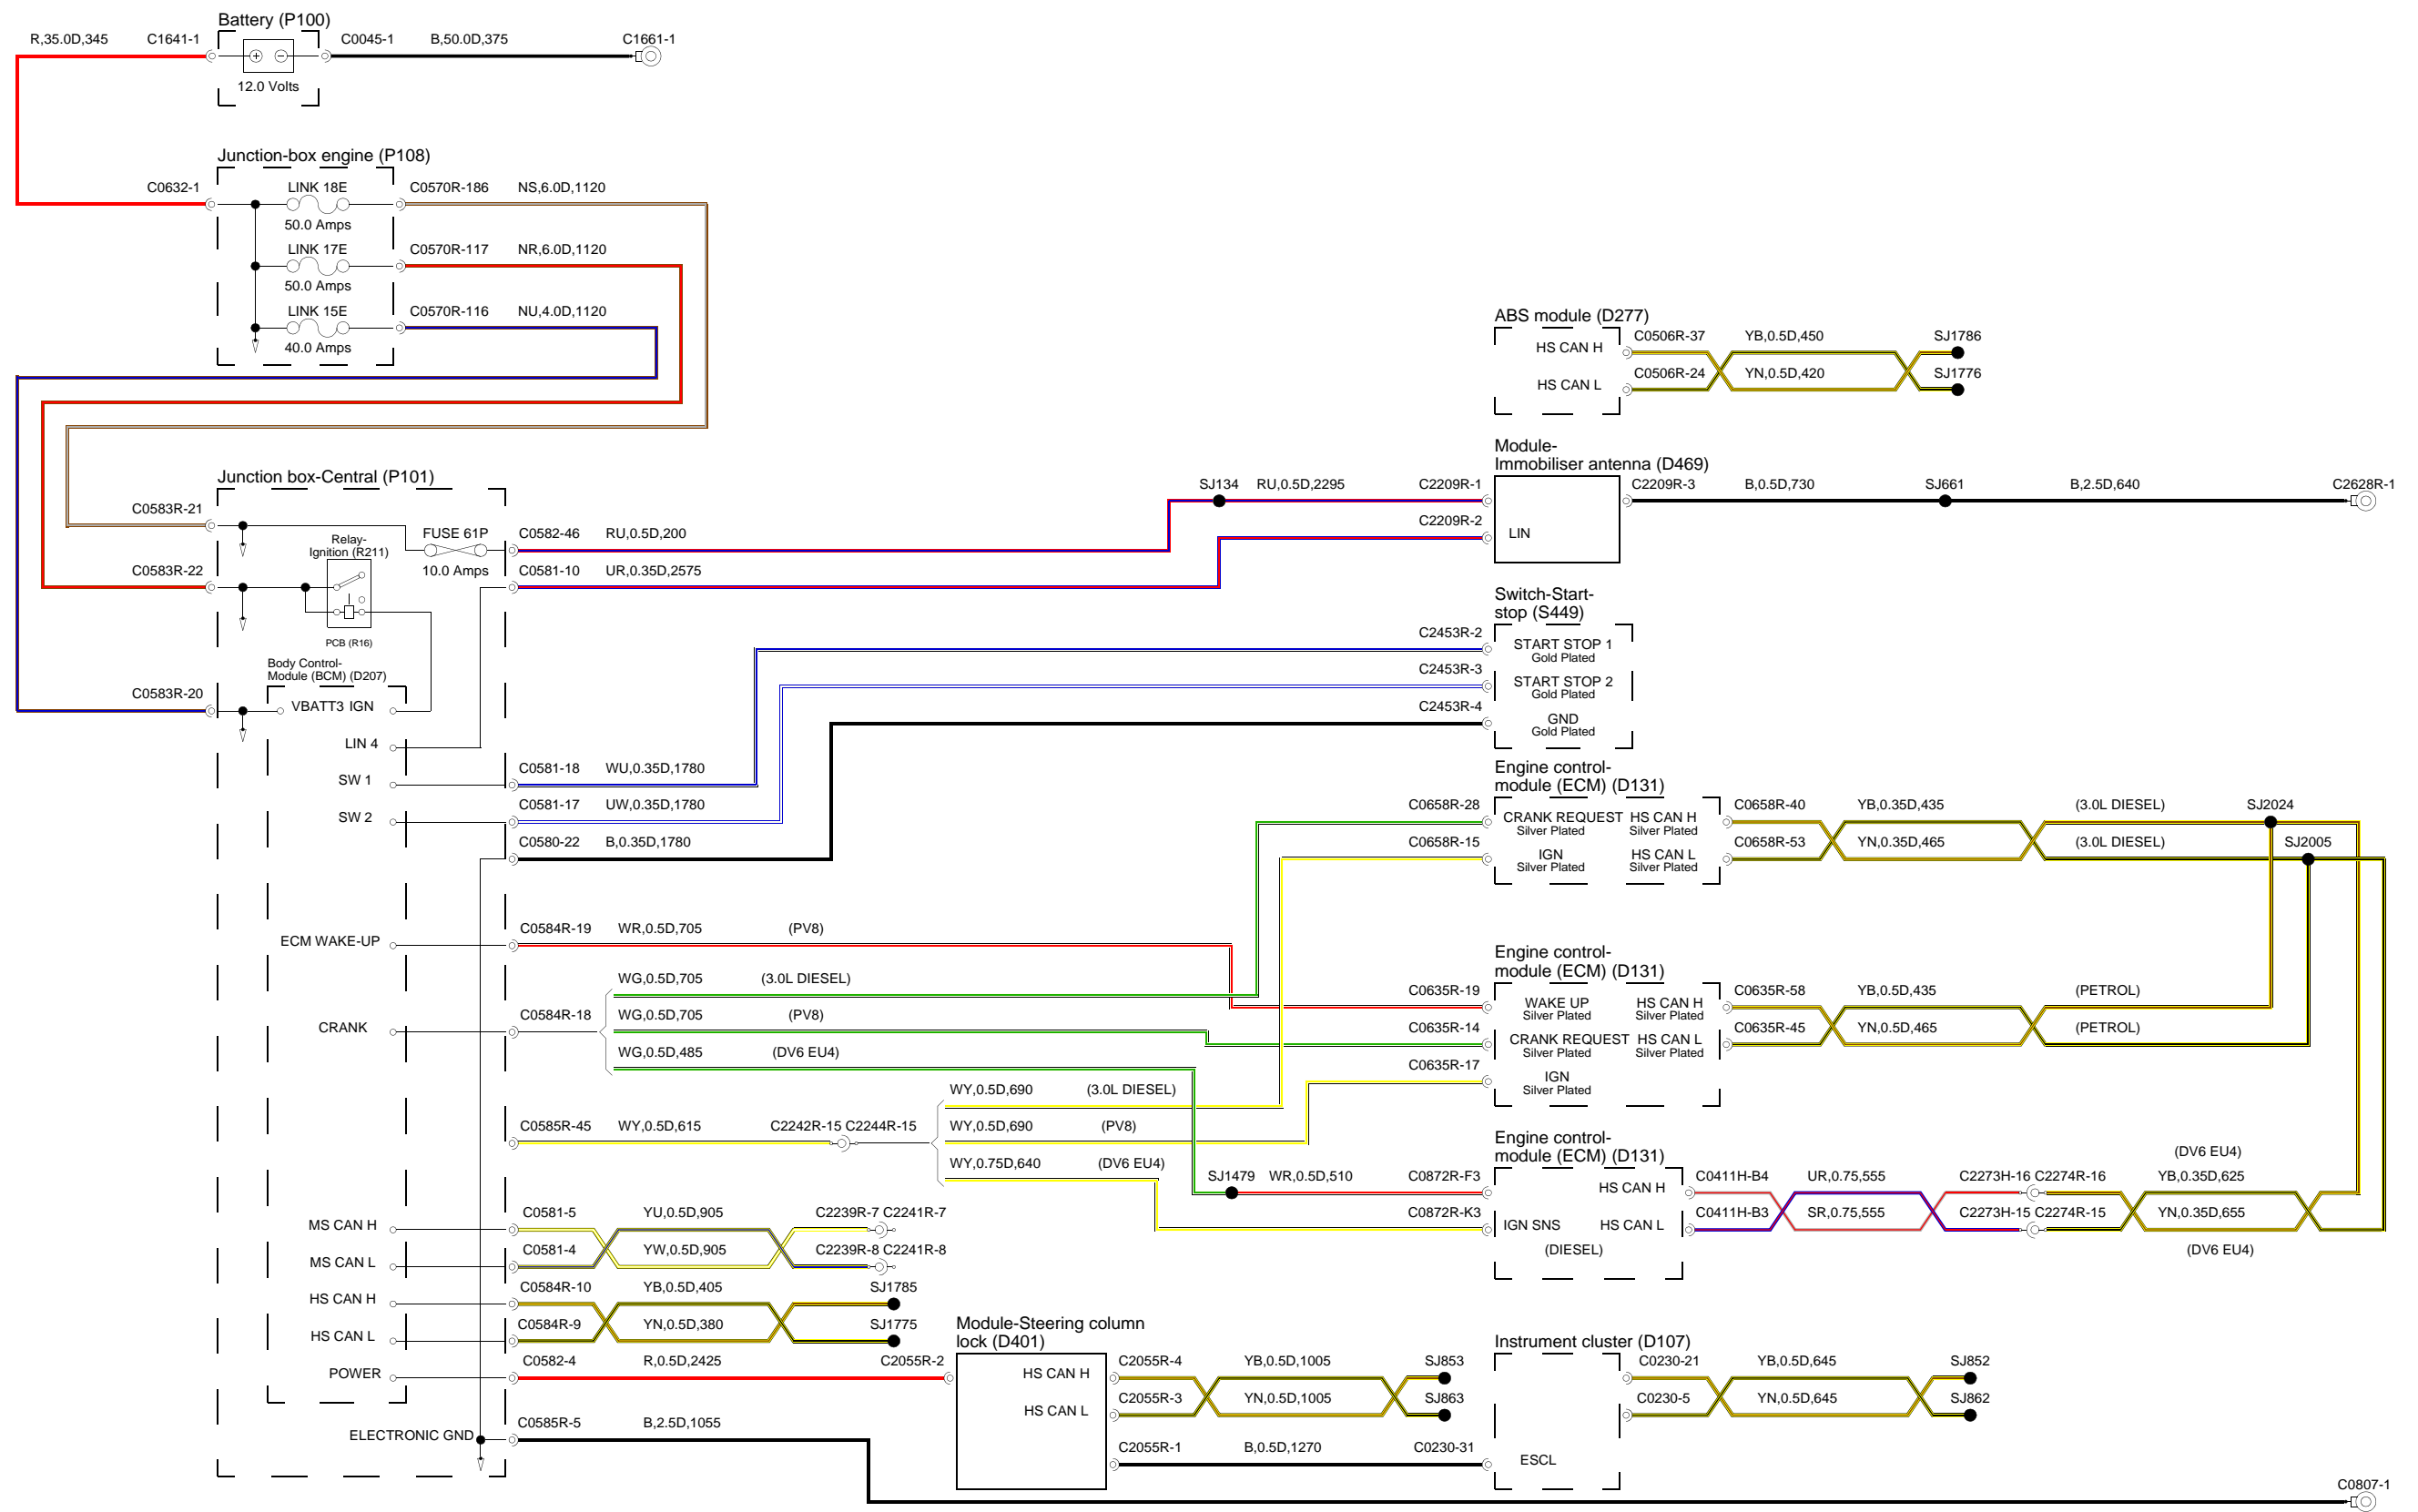 Battery (P100)
R,35.0D,345
C1641-1
C0045-1
B,50.0D,375
C1661-1
12.0 Volts
Junction-box engine (P108)
C0632-1
LINK 18E
C0570R-186
NS,6.0D,1120
50.0 Amps
LINK 17E
C0570R-117
NR,6.0D,1120
50.0 Amps
LINK 15E
C0570R-116
NU,4.0D,1120
40.0 Amps
ABS module (D277)
HS CAN H
C0506R-37
YB,0.5D,450
SJ1786
HS CAN L
C0506R-24
YN,0.5D,420
SJ1776
Module-
Immobiliser antenna (D469)
SJ134
RU,0.5D,2295
C2209R-1
C2209R-3
B,0.5D,730
SJ661
B,2.5D,640
C2628R-1
C2209R-2
LIN
Junction box-Central (P101)
C0583R-21
Relay-
Ignition (R211)
FUSE 61P
C0582-46
RU,0.5D,200
10.0 Amps
C0583R-22
C0581-10
UR,0.35D,2575
PCB (R16)
Body Control-
Module (BCM) (D207)
C0583R-20
VBATT3 IGN
LIN 4
SW 1
C0581-18
WU,0.35D,1780
SW 2
C0581-17
UW,0.35D,1780
C0580-22
B,0.35D,1780
Switch-Start-
stop (S449)
C2453R-2
START STOP 1
Gold Plated
C2453R-3
START STOP 2
Gold Plated
C2453R-4
GND
Gold Plated
Engine control-
module (ECM) (D131)
C0658R-28
CRANK REQUEST
Silver Plated
HS CAN H
Silver Plated
C0658R-40
YB,0.35D,435
(3.0L DIESEL)
SJ2024
C0658R-15
IGN
Silver Plated
HS CAN L
Silver Plated
C0658R-53
YN,0.35D,465
(3.0L DIESEL)
SJ2005
ECM WAKE-UP
C0584R-19
WR,0.5D,705
(PV8)
WG,0.5D,705
(3.0L DIESEL)
CRANK
C0584R-18
WG,0.5D,705
(PV8)
WG,0.5D,485
(DV6 EU4)
Engine control-
module (ECM) (D131)
C0635R-19
WAKE UP
Silver Plated
HS CAN H
Silver Plated
C0635R-58
YB,0.5D,435
(PETROL)
C0635R-14
CRANK REQUEST
Silver Plated
HS CAN L
Silver Plated
C0635R-45
YN,0.5D,465
(PETROL)
C0635R-17
IGN
Silver Plated
WY,0.5D,690
(3.0L DIESEL)
C0585R-45
WY,0.5D,615
C2242R-15 C2244R-15
WY,0.5D,690
(PV8)
WY,0.75D,640
(DV6 EU4)
Engine control-
module (ECM) (D131)
SJ1479
WR,0.5D,510
C0872R-F3
HS CAN H
C0411H-B4
UR,0.75,555
C2273H-16 C2274R-16
(DV6 EU4)
YB,0.35D,625
C0872R-K3
IGN SNS
HS CAN L
C0411H-B3
SR,0.75,555
C2273H-15 C2274R-15
YN,0.35D,655
(DIESEL)
(DV6 EU4)
MS CAN H
C0581-5
YU,0.5D,905
C2239R-7 C2241R-7
MS CAN L
C0581-4
YW,0.5D,905
C2239R-8 C2241R-8
HS CAN H
C0584R-10
YB,0.5D,405
SJ1785
HS CAN L
C0584R-9
YN,0.5D,380
SJ1775
POWER
C0582-4
R,0.5D,2425
C2055R-2
Module-Steering column
lock (D401)
HS CAN H
C2055R-4
YB,0.5D,1005
SJ853
HS CAN L
C2055R-3
YN,0.5D,1005
SJ863
C2055R-1
B,0.5D,1270
C0230-31
Instrument cluster (D107)
C0230-21
YB,0.5D,645
SJ852
C0230-5
YN,0.5D,645
SJ862
ESCL
ELECTRONIC GND
C0585R-5
B,2.5D,1055
C0807-1